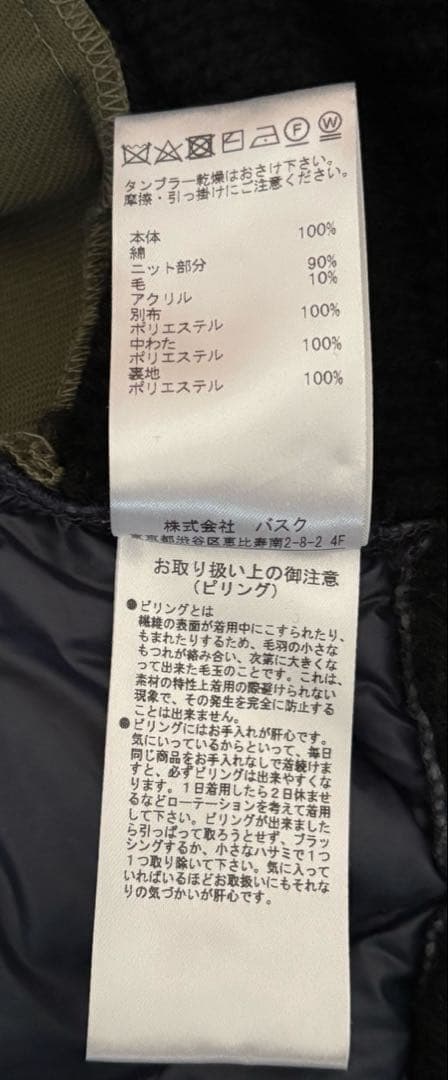 F W
タンブラー乾燥はおさけ下さい。
摩擦・引っ掛けにご注意ください。
本体
綿 100%
ニット部分
毛 90%
アクリル 10%
別布
ポリエステル 100%
中わた
ポリエステル 100%
裏地
ポリエステル 100%
株式会社 バスク
東京都渋谷区恵比寿南2-8-2 4F
お取り扱い上の御注意
(ピリング)
●ピリングとは
繊維の表面が着用中にこすられたり、
もまれたりするため、毛羽の小さな
もつれが絡み合い、次第に大きくな
って出来た毛玉のことです。これは、
素材の特性上着用の際避けられない
現象で、その発生を完全に防止する
ことは出来ません。
●ピリングにはお手入れが肝心です。
気にいっているからといって、毎日
同じ商品をお手入れなしで着続けま
すと、必ずピリングは出来やすくな
ります。1日着用したら2日休ませ
るなどローテーションを考えて着用
して下さい。ピリングが出来ました
ら引っぱって取ろうとせず、ブラッ
シングするか、小さなハサミで1つ
1つ取り除いて下さい。気に入って
いればいるほどお取扱いにもそれな
りの気づかいが肝心です。